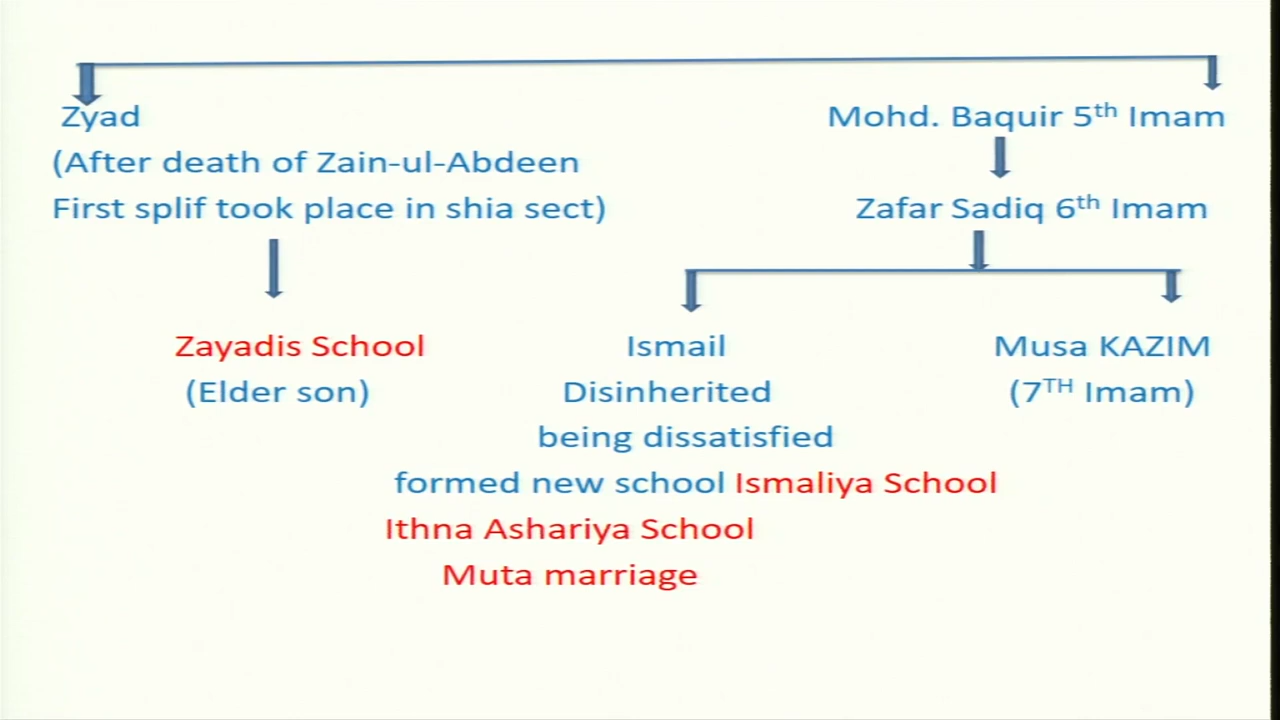 Zyad
Mohd. Baquir 5th Imam
(After death of Zain-ul-Abdeen
First splif took place in shia sect)
Zafar Sadiq 6th Imam
Zayadis School
(Elder son)
Ismail
Disinherited
being dissatisfied
formed new school Ismaliya School
Ithna Ashariya School
Muta marriage
Musa KAZIM
(7TH Imam)